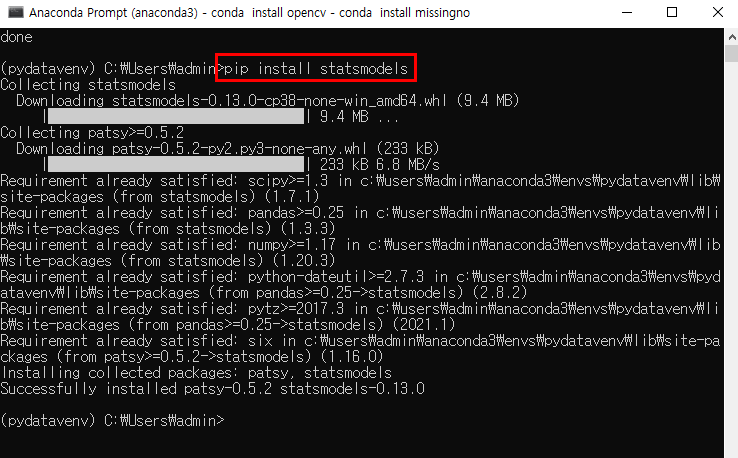 Anaconda Prompt (anaconda3) - conda  install opencv - conda  install missingno
done
(pydatavenv) C:₩Users₩admin>pip install statsmodels
Collecting statsmodels
  Downloading statsmodels-0.13.0-cp38-none-win_amd64.whl (9.4 MB)
     |████████████████████████████████| 9.4 MB ...
Collecting patsy>=0.5.2
  Downloading patsy-0.5.2-py2.py3-none-any.whl (233 kB)
     |████████████████████████████████| 233 kB 6.8 MB/s
Requirement already satisfied: scipy>=1.3 in c:₩users₩admin₩anaconda3₩envs₩pydatavenv₩lib₩
site-packages (from statsmodels) (1.7.1)
Requirement already satisfied: pandas>=0.25 in c:₩users₩admin₩anaconda3₩envs₩pydatavenv₩li
b₩site-packages (from statsmodels) (1.3.3)
Requirement already satisfied: numpy>=1.17 in c:₩users₩admin₩anaconda3₩envs₩pydatavenv₩lib
₩site-packages (from statsmodels) (1.20.3)
Requirement already satisfied: python-dateutil>=2.7.3 in c:₩users₩admin₩anaconda3₩envs₩pyd
atavenv₩lib₩site-packages (from pandas>=0.25->statsmodels) (2.8.2)
Requirement already satisfied: pytz>=2017.3 in c:₩users₩admin₩anaconda3₩envs₩pydatavenv₩li
b₩site-packages (from pandas>=0.25->statsmodels) (2021.1)
Requirement already satisfied: six in c:₩users₩admin₩anaconda3₩envs₩pydatavenv₩lib₩site-pa
ckages (from patsy>=0.5.2->statsmodels) (1.16.0)
Installing collected packages: patsy, statsmodels
Successfully installed patsy-0.5.2 statsmodels-0.13.0
(pydatavenv) C:₩Users₩admin>